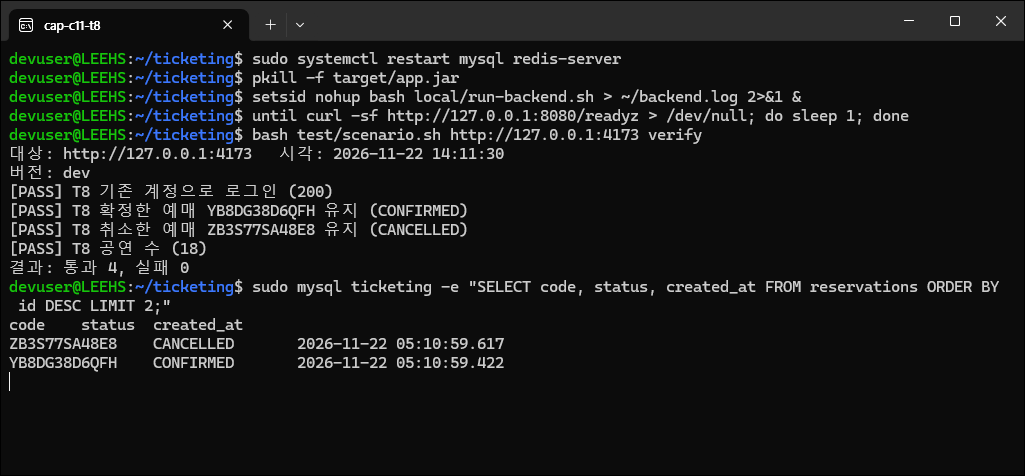 cap-c11-t8
devuser@LEEHS:~/ticketing$ sudo systemctl restart mysql redis-server
devuser@LEEHS:~/ticketing$ pkill -f target/app.jar
devuser@LEEHS:~/ticketing$ setsid nohup bash local/run-backend.sh > ~/backend.log 2>&1 &
devuser@LEEHS:~/ticketing$ until curl -sf http://127.0.0.1:8080/readyz > /dev/null; do sleep 1; done
devuser@LEEHS:~/ticketing$ bash test/scenario.sh http://127.0.0.1:4173 verify
대상: http://127.0.0.1:4173   시각: 2026-11-22 14:11:30
버전: dev
[PASS] T8 기존 계정으로 로그인 (200)
[PASS] T8 확정한 예매 YB8DG38D6QFH 유지 (CONFIRMED)
[PASS] T8 취소한 예매 ZB3S77SA48E8 유지 (CANCELLED)
[PASS] T8 공연 수 (18)
결과: 통과 4, 실패 0
devuser@LEEHS:~/ticketing$ sudo mysql ticketing -e "SELECT code, status, created_at FROM reservations ORDER BY
 id DESC LIMIT 2;"
code    status  created_at
ZB3S77SA48E8    CANCELLED       2026-11-22 05:10:59.617
YB8DG38D6QFH    CONFIRMED       2026-11-22 05:10:59.422